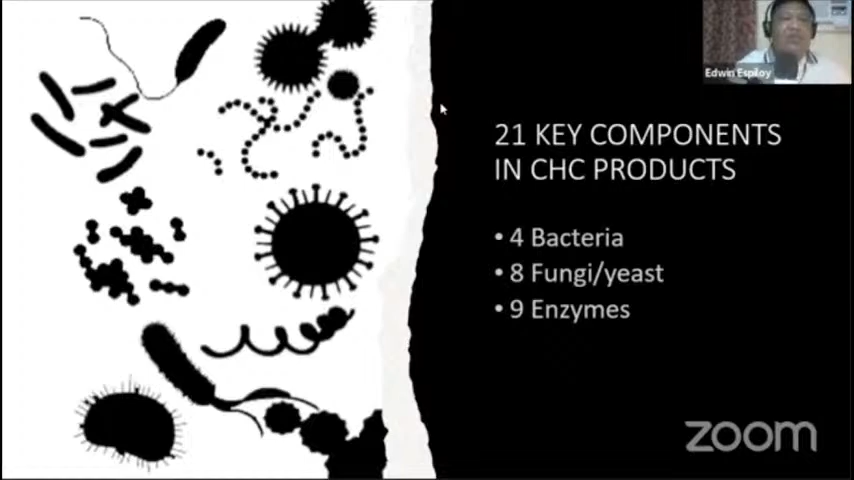 Edwin Espiloy
21 KEY COMPONENTS
IN CHC PRODUCTS
• 4 Bacteria
• 8 Fungi/yeast
• 9 Enzymes
zoom